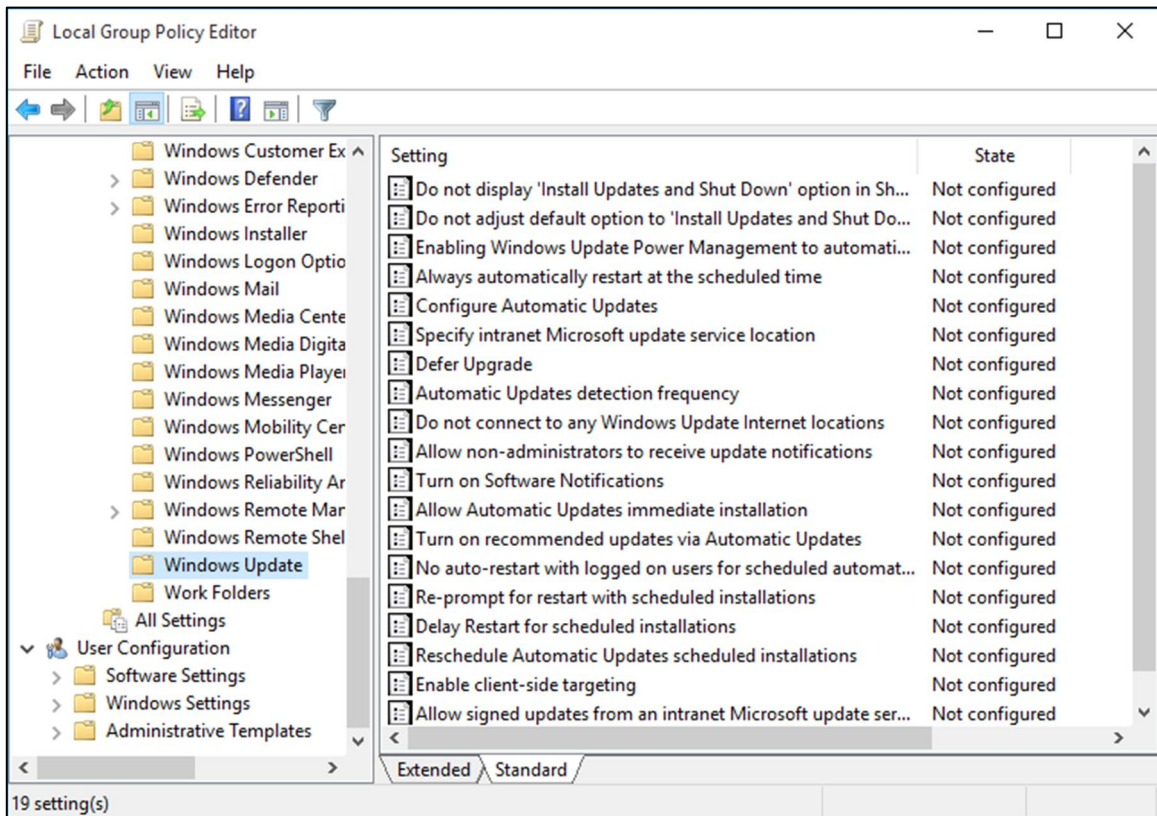 Local Group Policy Editor
File Action View Help
Windows Customer Ex
Windows Defender
Windows Error Reporti
Windows Installer
Windows Logon Optio
Windows Mail
Windows Media Cente
Windows Media Digita
Windows Media Player
Windows Messenger
Windows Mobility Cen
Windows PowerShell
Windows Reliability An
Windows Remote Man
Windows Remote Shel
Windows Update
Work Folders
All Settings
User Configuration
Software Settings
Windows Settings
Administrative Templates
Setting State
Do not display 'Install Updates and Shut Down' option in Sh... Not configured
Do not adjust default option to 'Install Updates and Shut Do... Not configured
Enabling Windows Update Power Management to automati... Not configured
Always automatically restart at the scheduled time Not configured
Configure Automatic Updates Not configured
Specify intranet Microsoft update service location Not configured
Defer Upgrade Not configured
Automatic Updates detection frequency Not configured
Do not connect to any Windows Update Internet locations Not configured
Allow non-administrators to receive update notifications Not configured
Turn on Software Notifications Not configured
Allow Automatic Updates immediate installation Not configured
Turn on recommended updates via Automatic Updates Not configured
No auto-restart with logged on users for scheduled automat... Not configured
Re-prompt for restart with scheduled installations Not configured
Delay Restart for scheduled installations Not configured
Reschedule Automatic Updates scheduled installations Not configured
Enable client-side targeting Not configured
Allow signed updates from an intranet Microsoft update ser... Not configured
Extended Standard
19 setting(s)